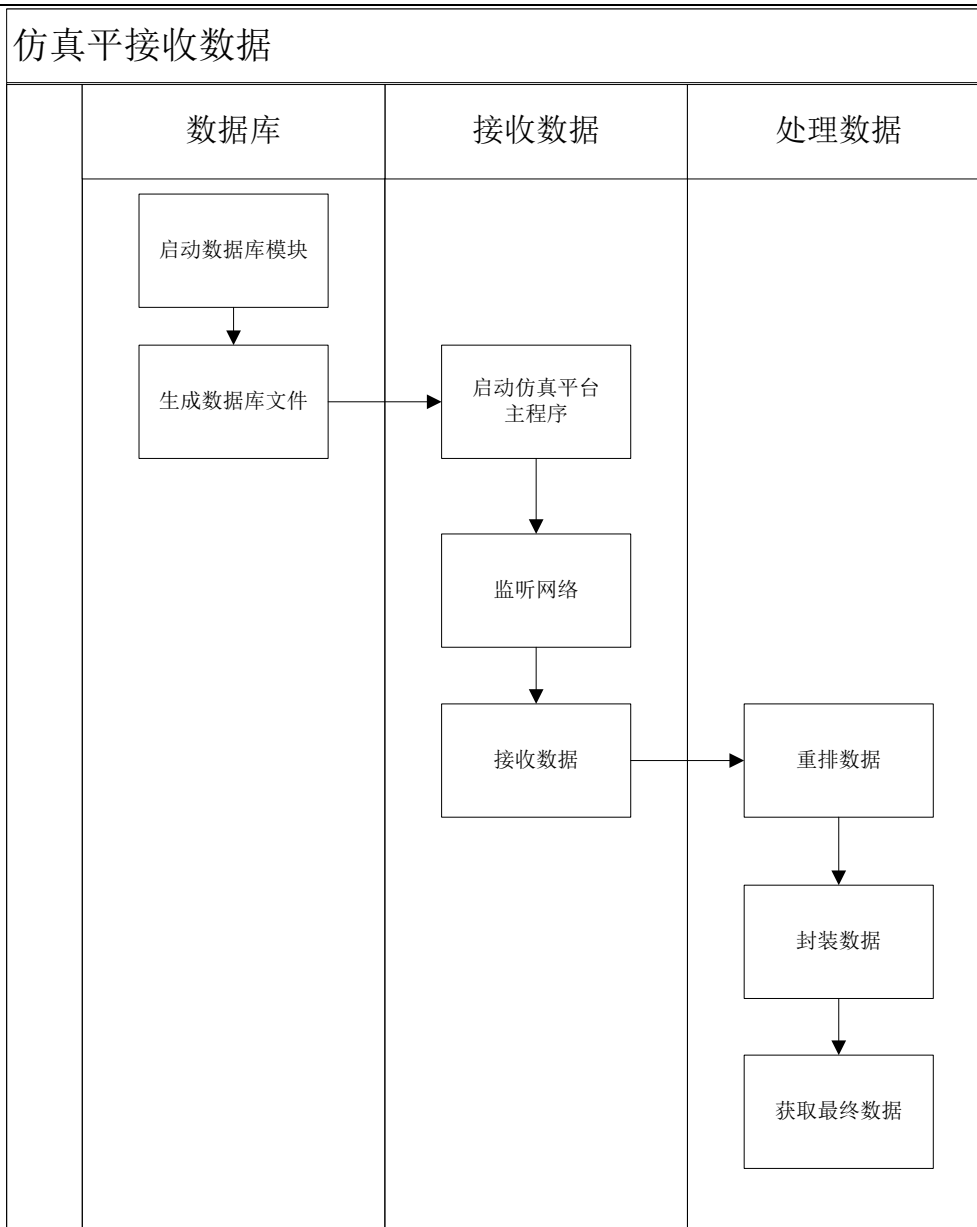 仿真平接收数据
数据库
接收数据
处理数据
启动数据库模块
生成数据库文件
启动仿真平台
主程序
监听网络
接收数据
重排数据
封装数据
获取最终数据